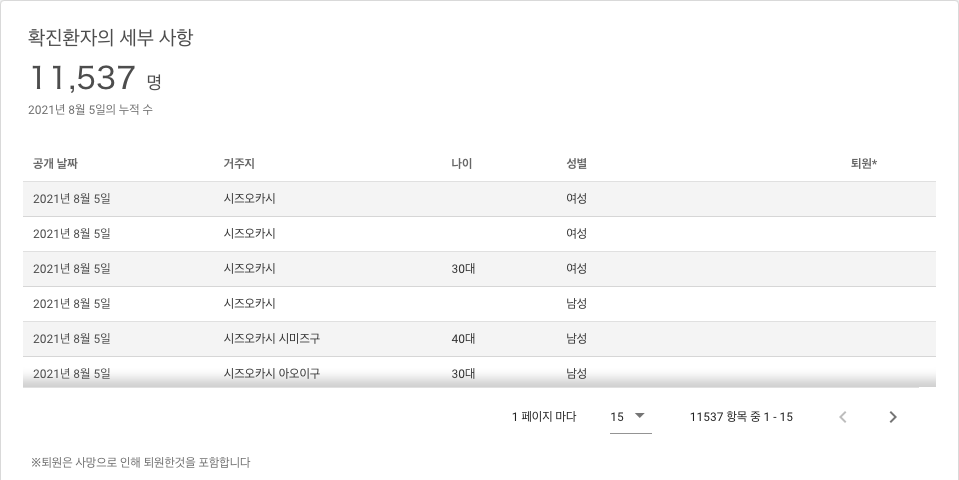 확진환자의 세부 사항
11,537 명
2021년 8월 5일의 누적 수
공개 날짜 거주지 나이 성별 퇴원*
2021년 8월 5일 시즈오카시 여성
2021년 8월 5일 시즈오카시 여성
2021년 8월 5일 시즈오카시 30대 여성
2021년 8월 5일 시즈오카시 남성
2021년 8월 5일 시즈오카시 시미즈구 40대 남성
2021년 8월 5일 시즈오카시 아오이구 30대 남성
1 페이지 마다 15 11537 항목 중 1 - 15
※퇴원은 사망으로 인해 퇴원한것을 포함합니다